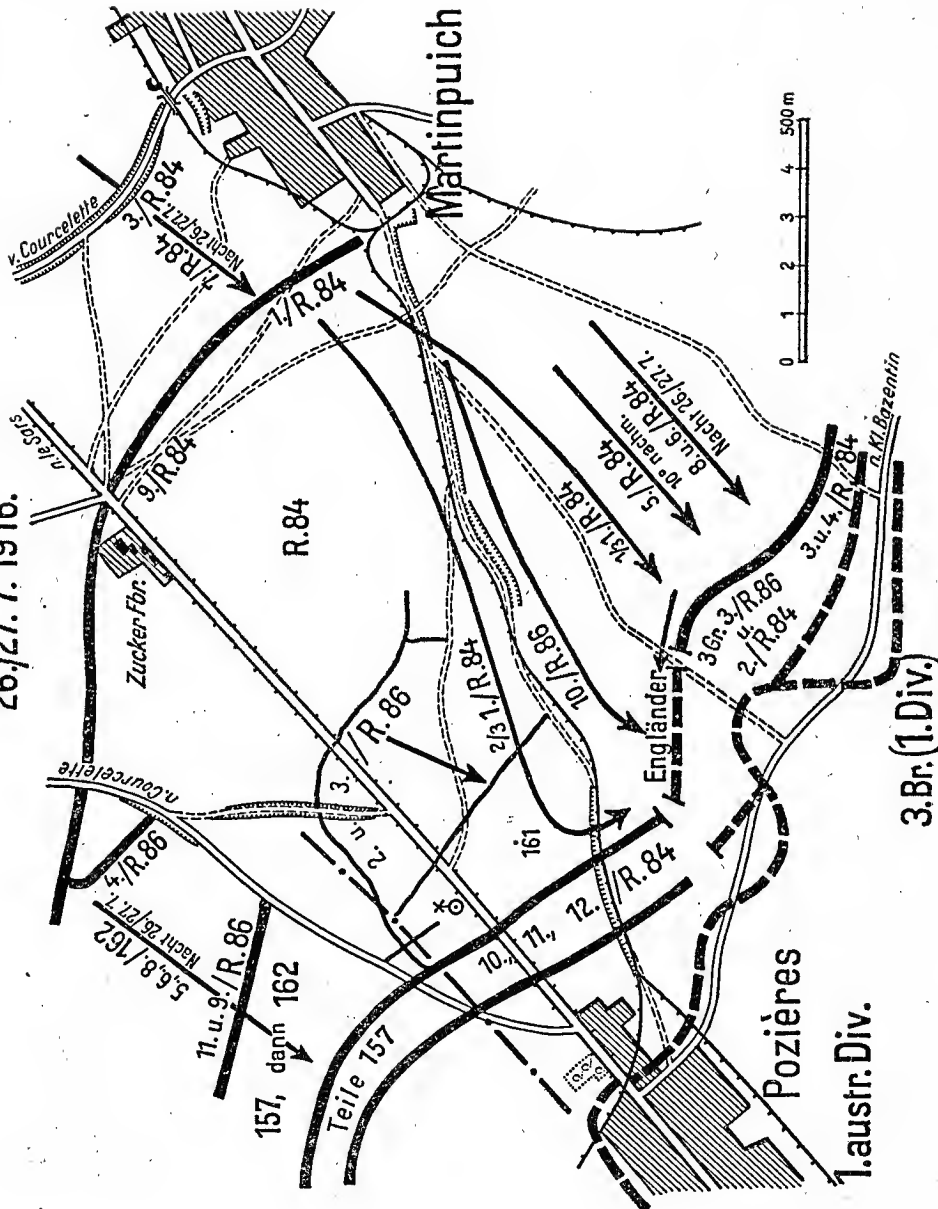 26./27. 7. 1916.
v. Courcelette
3./R.84
7./R.84
Nacht 26./27.7.
n. le Sars
Zucker Fbr.
9./R.84
1./R.84
Martinpuich
R.84
n. Courcelette
4./R.86
5., 6., 8./162
Nacht 26./27.7.
11. u. 9./R.86
157, dann 162
Teile 157
2. u. 3. R. 86
2/3 1./R.84
10./R.86
1/3 1./R.84
5./R.84
10° nachm.
8. u. 6./R.84
Nacht 26./27.7.
161
10., 11., 12./R.84
Engländer
3 Gr. 3./R.86
u.
2./R.84
3. u. 4./R.84
n. Kl. Bazentin
0 1 2 3 4 500 m
Pozières
1. austr. Div.
3. Br. (1. Div.)